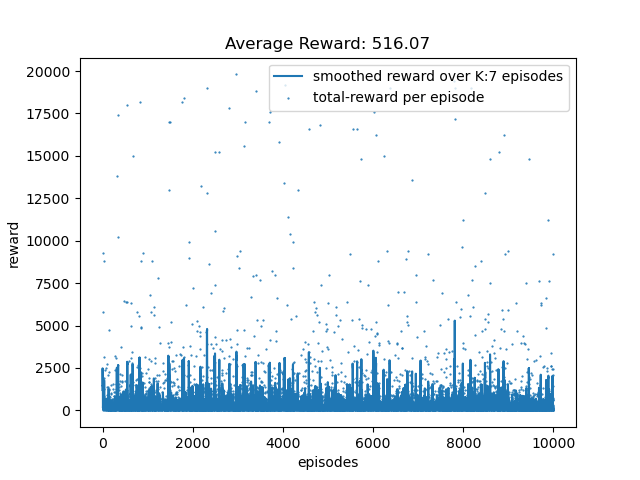 Average Reward: 516.07
smoothed reward over K:7 episodes
total-reward per episode
reward
20000
17500
15000
12500
10000
7500
5000
2500
0
0 2000 4000 6000 8000 10000
episodes